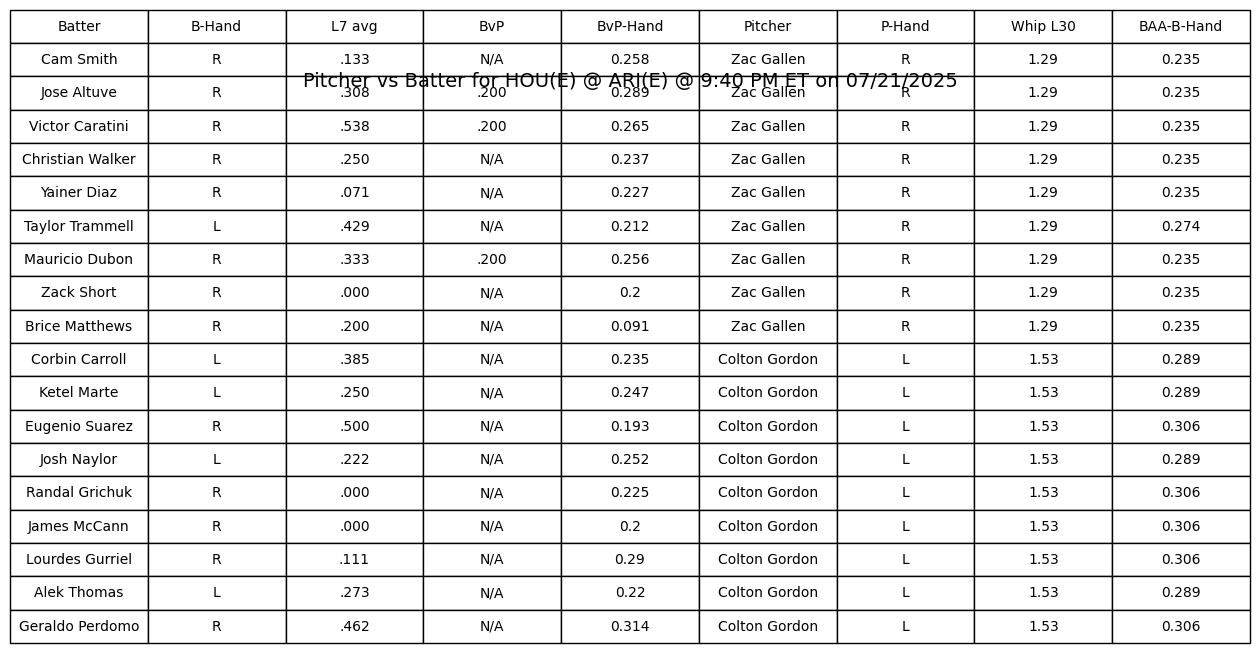 Batter B-Hand L7 avg BvP BvP-Hand Pitcher P-Hand Whip L30 BAA-B-Hand
Cam Smith R .133 N/A 0.258 Zac Gallen R 1.29 0.235
Pitcher vs Batter for HOU(E) @ ARI(E) @ 9:40 PM ET on 07/21/2025
Jose Altuve R .308 .200 0.289 Zac Gallen R 1.29 0.235
Victor Caratini R .538 .200 0.265 Zac Gallen R 1.29 0.235
Christian Walker R .250 N/A 0.237 Zac Gallen R 1.29 0.235
Yainer Diaz R .071 N/A 0.227 Zac Gallen R 1.29 0.235
Taylor Trammell L .429 N/A 0.212 Zac Gallen R 1.29 0.274
Mauricio Dubon R .333 .200 0.256 Zac Gallen R 1.29 0.235
Zack Short R .000 N/A 0.2 Zac Gallen R 1.29 0.235
Brice Matthews R .200 N/A 0.091 Zac Gallen R 1.29 0.235
Corbin Carroll L .385 N/A 0.235 Colton Gordon L 1.53 0.289
Ketel Marte L .250 N/A 0.247 Colton Gordon L 1.53 0.289
Eugenio Suarez R .500 N/A 0.193 Colton Gordon L 1.53 0.306
Josh Naylor L .222 N/A 0.252 Colton Gordon L 1.53 0.289
Randal Grichuk R .000 N/A 0.225 Colton Gordon L 1.53 0.306
James McCann R .000 N/A 0.2 Colton Gordon L 1.53 0.306
Lourdes Gurriel R .111 N/A 0.29 Colton Gordon L 1.53 0.306
Alek Thomas L .273 N/A 0.22 Colton Gordon L 1.53 0.289
Geraldo Perdomo R .462 N/A 0.314 Colton Gordon L 1.53 0.306